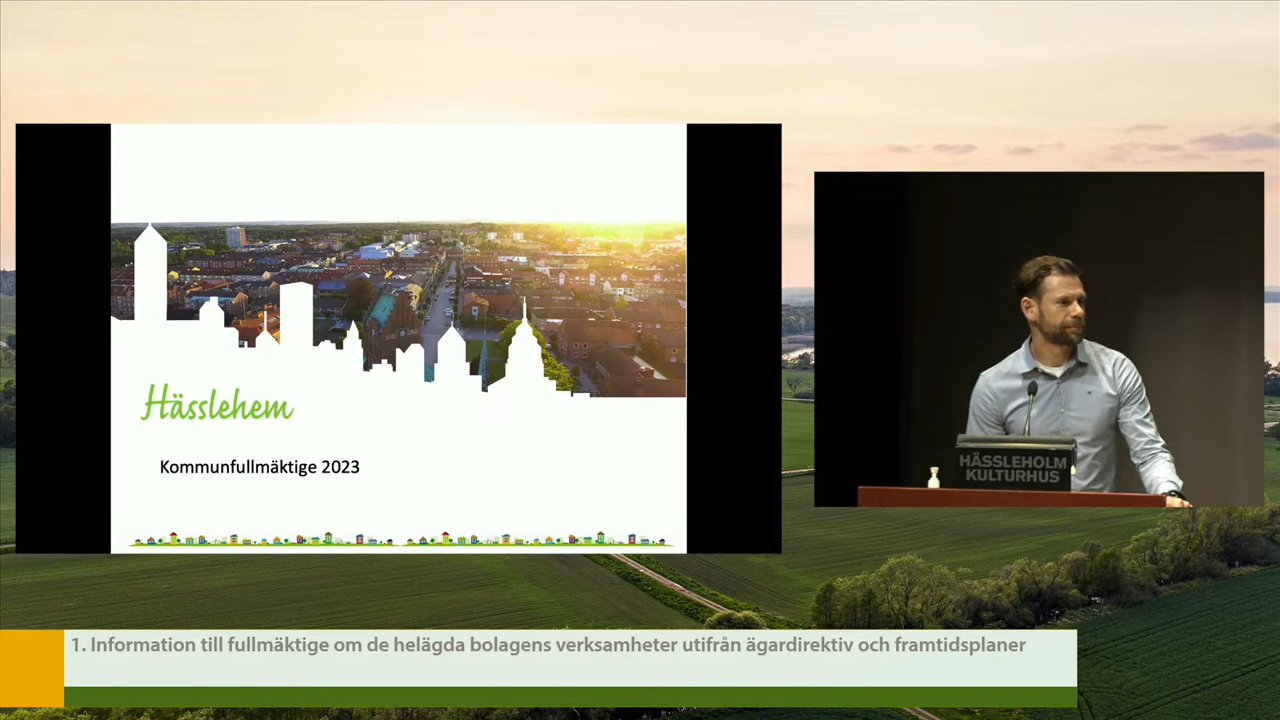 Hässlehem
Kommunfullmäktige 2023
HÄSSLEHOLM
KULTURHUS
1. Information till fullmäktige om de helägda bolagens verksamheter utifrån ägardirektiv och framtidsplaner